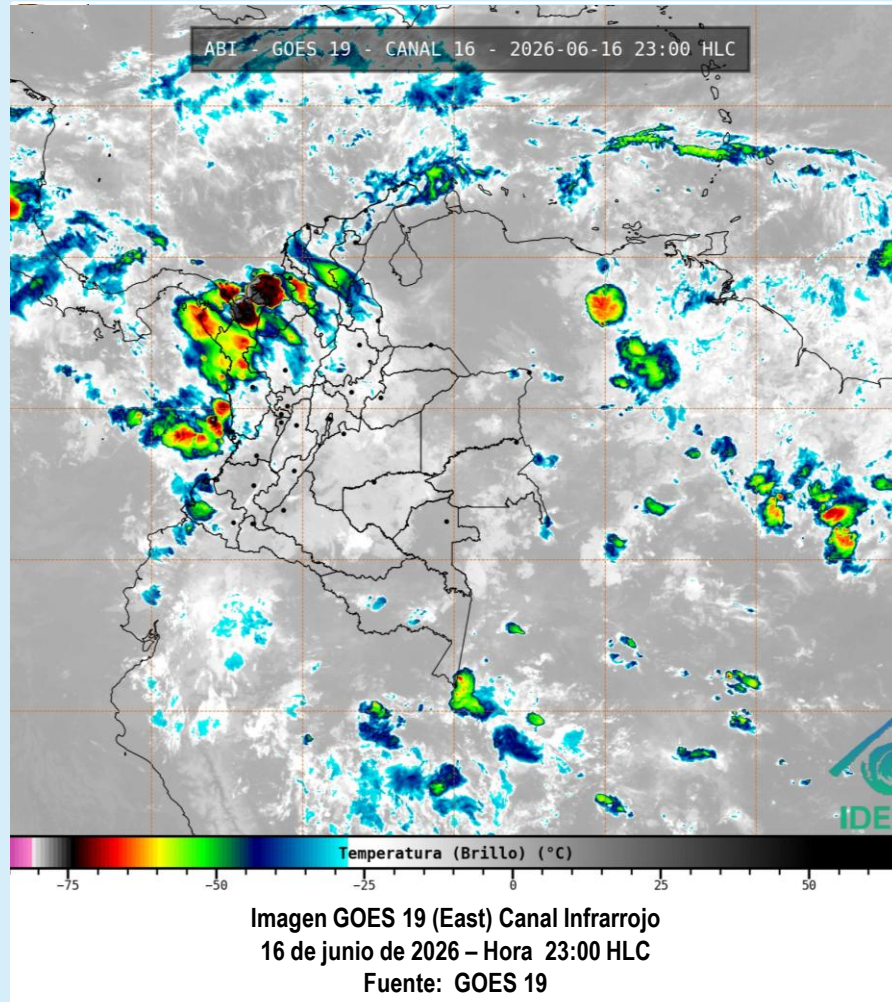 ABI - GOES 19 - CANAL 16 - 2026-06-16 23:00 HLC
IDE
Temperatura (Brillo) (°C)
−75 −50 −25 0 25 50
Imagen GOES 19 (East) Canal Infrarrojo
16 de junio de 2026 – Hora 23:00 HLC
Fuente: GOES 19